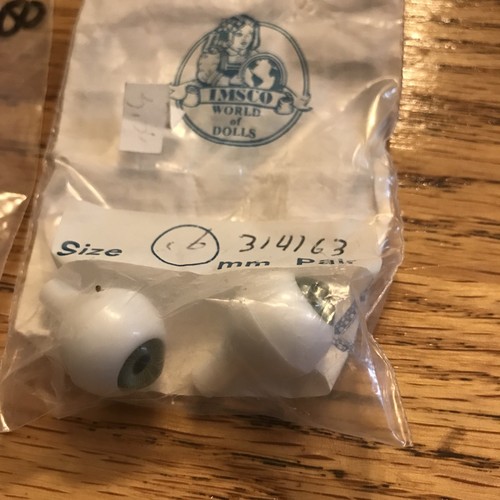 IMSCO
WORLD
of
DOLLS
Size 314163
mm Pair